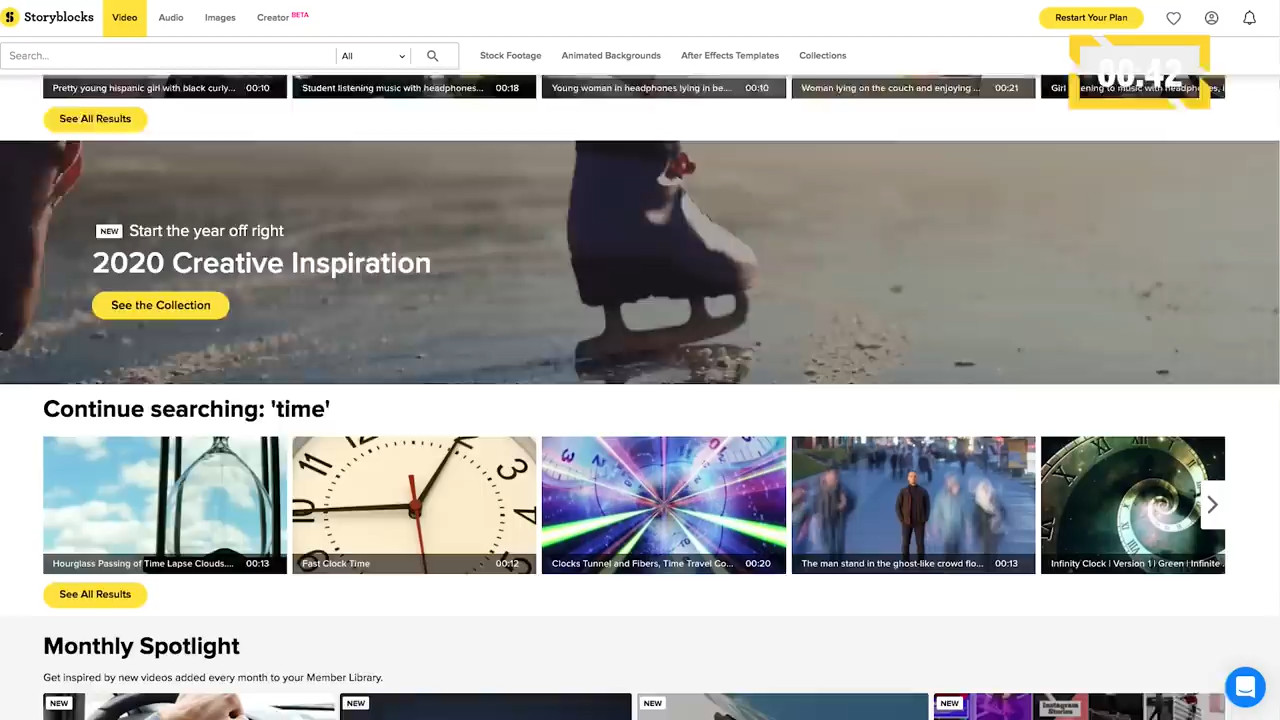 Storyblocks
Video
Audio
Images
Creator BETA
Restart Your Plan
Search...
All
Stock Footage
Animated Backgrounds
After Effects Templates
Collections
00:42
Pretty young hispanic girl with black curly... 00:10
Student listening music with headphones... 00:18
Young woman in headphones lying in be... 00:10
Woman lying on the couch and enjoying ... 00:21
See All Results
NEW Start the year off right
2020 Creative Inspiration
See the Collection
Continue searching: 'time'
Hourglass Passing of Time Lapse Clouds.... 00:13
Fast Clock Time 00:12
Clocks Tunnel and Fibers, Time Travel Co... 00:20
The man stand in the ghost-like crowd flo... 00:13
Infinity Clock | Version 1 | Green | Infinite .
See All Results
Monthly Spotlight
Get inspired by new videos added every month to your Member Library.
NEW
NEW
NEW
NEW
Instagram
Stories